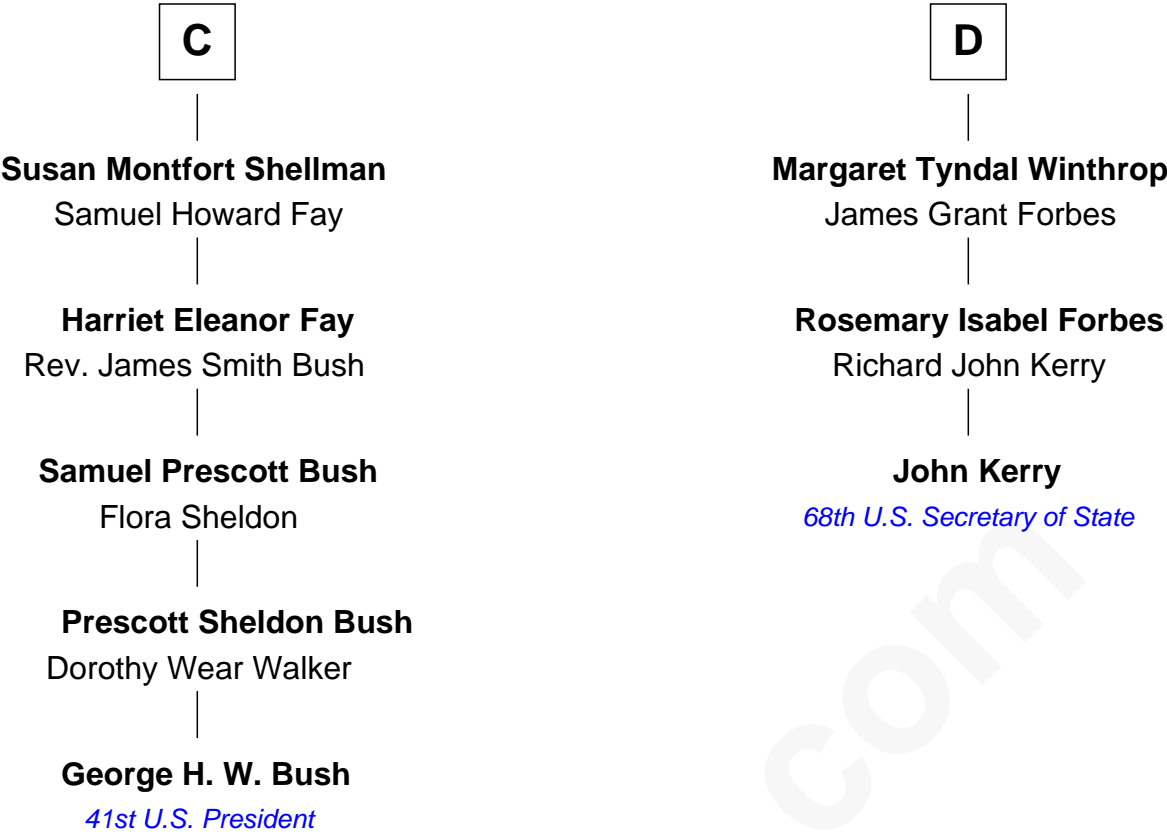 C
Susan Montfort Shellman
Samuel Howard Fay
Harriet Eleanor Fay
Rev. James Smith Bush
Samuel Prescott Bush
Flora Sheldon
Prescott Sheldon Bush
Dorothy Wear Walker
George H. W. Bush
41st U.S. President
D
Margaret Tyndal Winthrop
James Grant Forbes
Rosemary Isabel Forbes
Richard John Kerry
John Kerry
68th U.S. Secretary of State
com